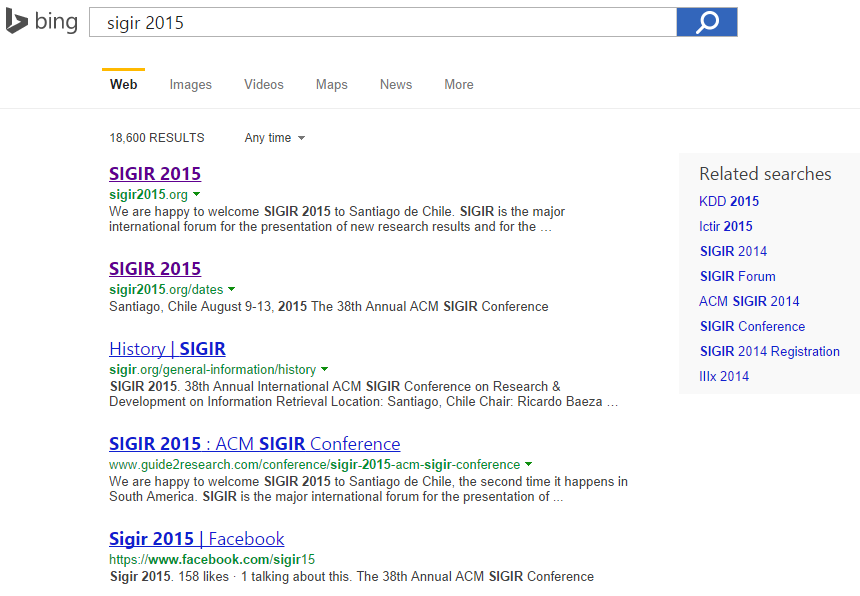 bing
sigir 2015
Web Images Videos Maps News More
18,600 RESULTS Any time
SIGIR 2015
sigir2015.org
We are happy to welcome SIGIR 2015 to Santiago de Chile. SIGIR is the major
international forum for the presentation of new research results and for the ...
SIGIR 2015
sigir2015.org/dates
Santiago, Chile August 9-13, 2015 The 38th Annual ACM SIGIR Conference
History | SIGIR
sigir.org/general-information/history
SIGIR 2015. 38th Annual International ACM SIGIR Conference on Research &
Development on Information Retrieval Location: Santiago, Chile Chair: Ricardo Baeza ...
SIGIR 2015 : ACM SIGIR Conference
www.guide2research.com/conference/sigir-2015-acm-sigir-conference
We are happy to welcome SIGIR 2015 to Santiago de Chile, the second time it happens in
South America. SIGIR is the major international forum for the presentation of ...
Sigir 2015 | Facebook
https://www.facebook.com/sigir15
Sigir 2015. 158 likes · 1 talking about this. The 38th Annual ACM SIGIR Conference
Related searches
KDD 2015
Ictir 2015
SIGIR 2014
SIGIR Forum
ACM SIGIR 2014
SIGIR Conference
SIGIR 2014 Registration
IIIx 2014